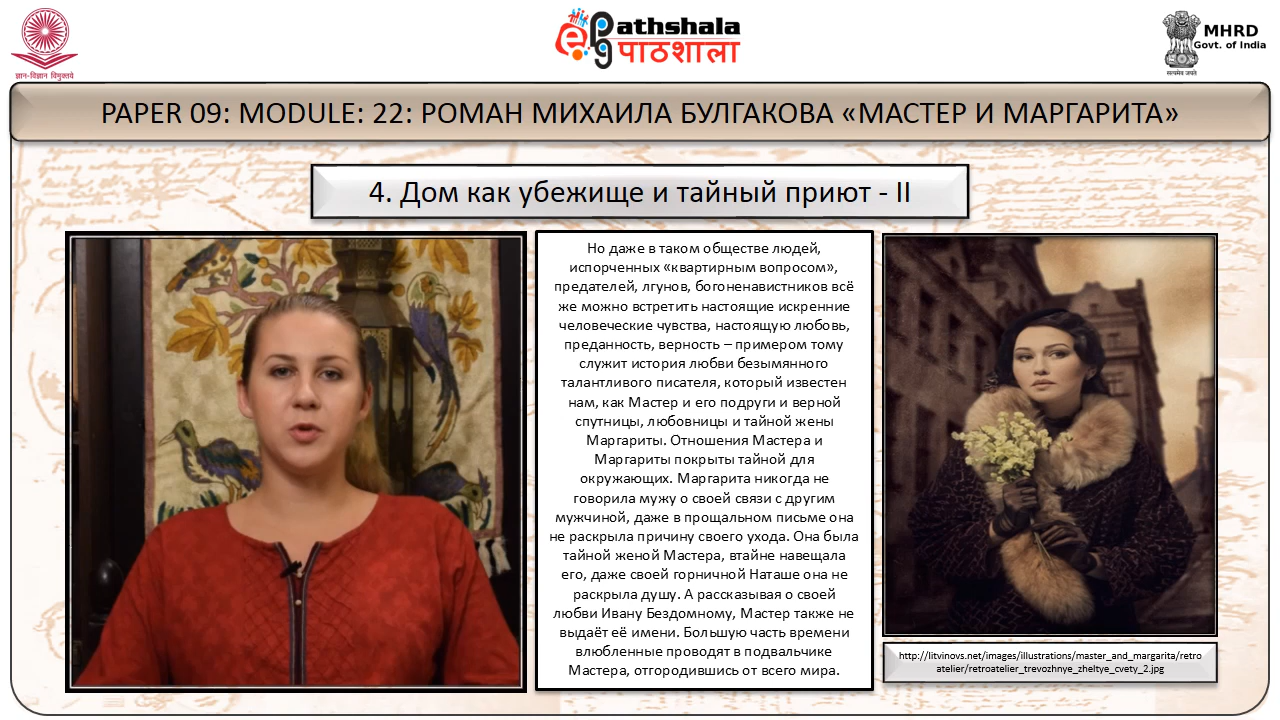 ज्ञान-विज्ञान विमुक्तये
e-Pathshala
पाठशाला
MHRD
Govt. of India
सत्यमेव जयते
PAPER 09: MODULE: 22: РОМАН МИХАИЛА БУЛГАКОВА «МАСТЕР И МАРГАРИТА»
4. Дом как убежище и тайный приют - II
Но даже в таком обществе людей,
испорченных «квартирным вопросом»,
предателей, лгунов, богоненавистников всё
же можно встретить настоящие искренние
человеческие чувства, настоящую любовь,
преданность, верность – примером тому
служит история любви безымянного
талантливого писателя, который известен
нам, как Мастер и его подруги и верной
спутницы, любовницы и тайной жены
Маргариты. Отношения Мастера и
Маргариты покрыты тайной для
окружающих. Маргарита никогда не
говорила мужу о своей связи с другим
мужчиной, даже в прощальном письме она
не раскрыла причину своего ухода. Она была
тайной женой Мастера, втайне навещала
его, даже своей горничной Наташе она не
раскрыла душу. А рассказывая о своей
любви Ивану Бездомному, Мастер также не
выдаёт её имени. Большую часть времени
влюбленные проводят в подвальчике
Мастера, отгородившись от всего мира.
http://litvinovs.net/images/illustrations/master_and_margarita/retro
atelier/retroatelier_trevozhnye_zheltye_cvety_2.jpg